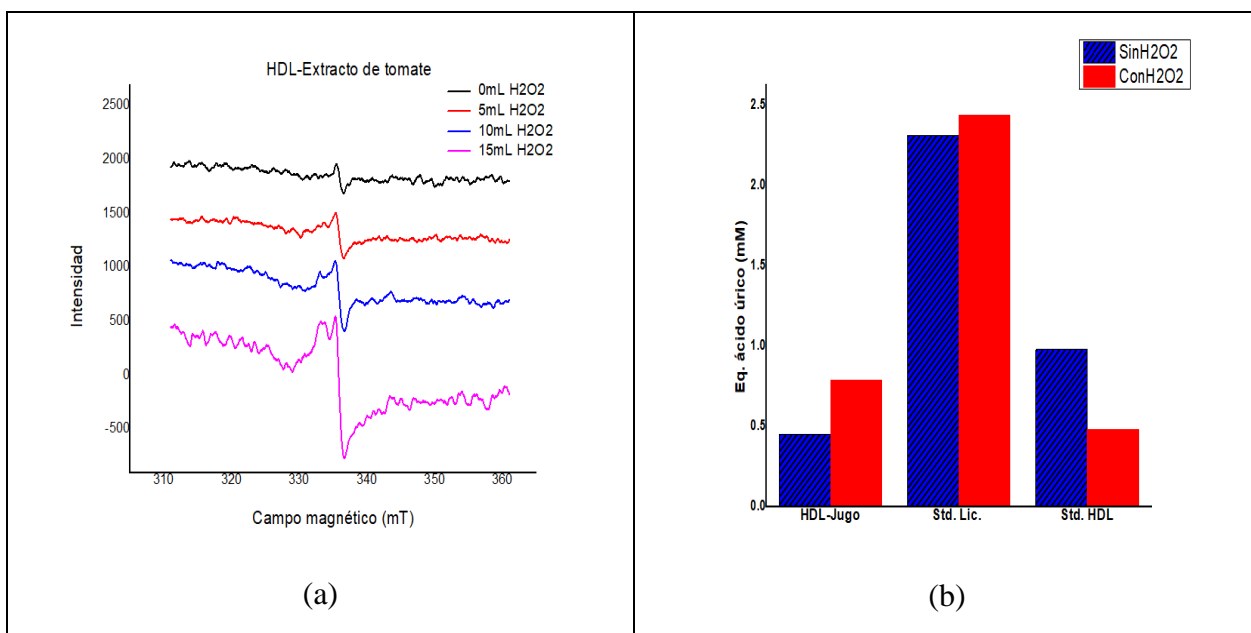 HDL-Extracto de tomate
0mL H2O2
5mL H2O2
10mL H2O2
15mL H2O2
Intensidad
2500
2000
1500
1000
500
0
-500
310 320 330 340 350 360
Campo magnético (mT)
(a)
SinH2O2
ConH2O2
Eq. ácido úrico (mM)
2.5
2.0
1.5
1.0
0.5
0.0
HDL-Jugo Std. Lic. Std. HDL
(b)